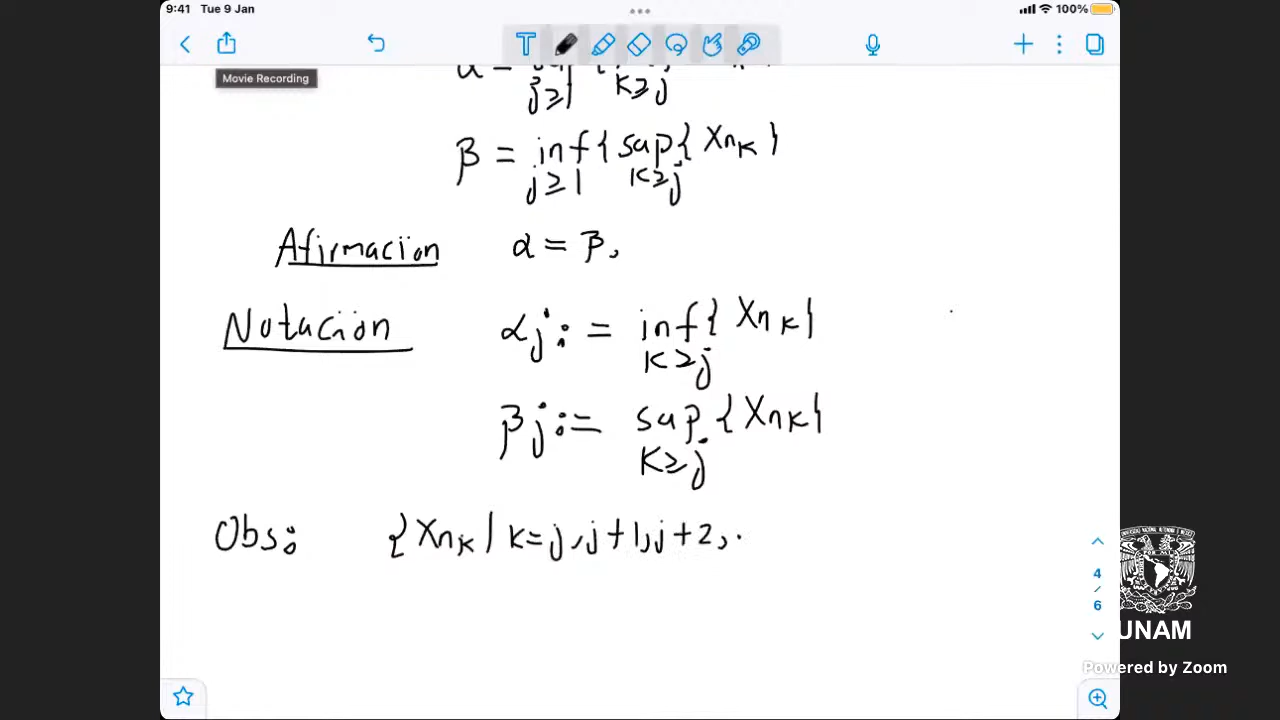 9:41 Tue 9 Jan
100%
Movie Recording
j≥1 k≥j
β = inf{ sup{ Xnₖ }
j≥1 k≥j
Afirmacion α = β,
Notacion αj := inf{ Xnₖ }
k≥j
βj := sup{ Xnₖ }
k≥j
Obs: { Xnₖ | k=j, j+1, j+2, .
4
6
UNAM
Powered by Zoom